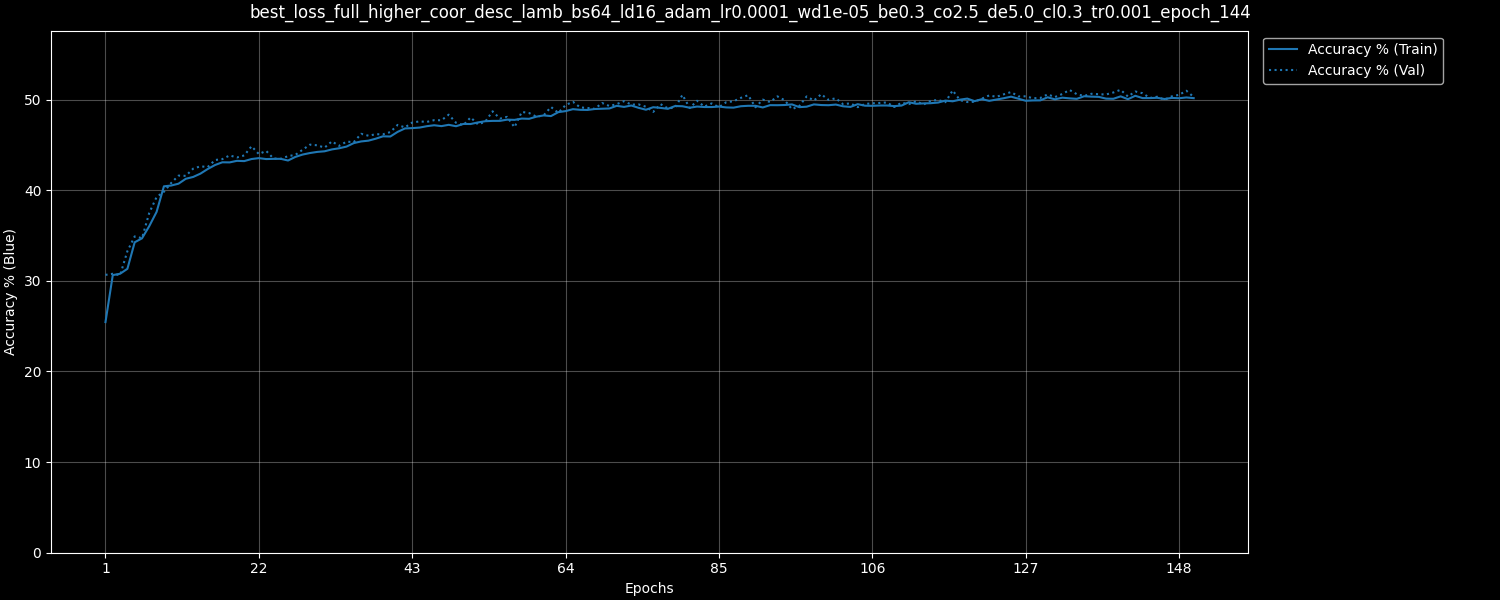 best_loss_full_higher_coor_desc_lamb_bs64_ld16_adam_lr0.0001_wd1e-05_be0.3_co2.5_de5.0_cl0.3_tr0.001_epoch_144
Accuracy % (Train)
Accuracy % (Val)
50
40
30
20
10
0
Accuracy % (Blue)
1 22 43 64 85 106 127 148
Epochs